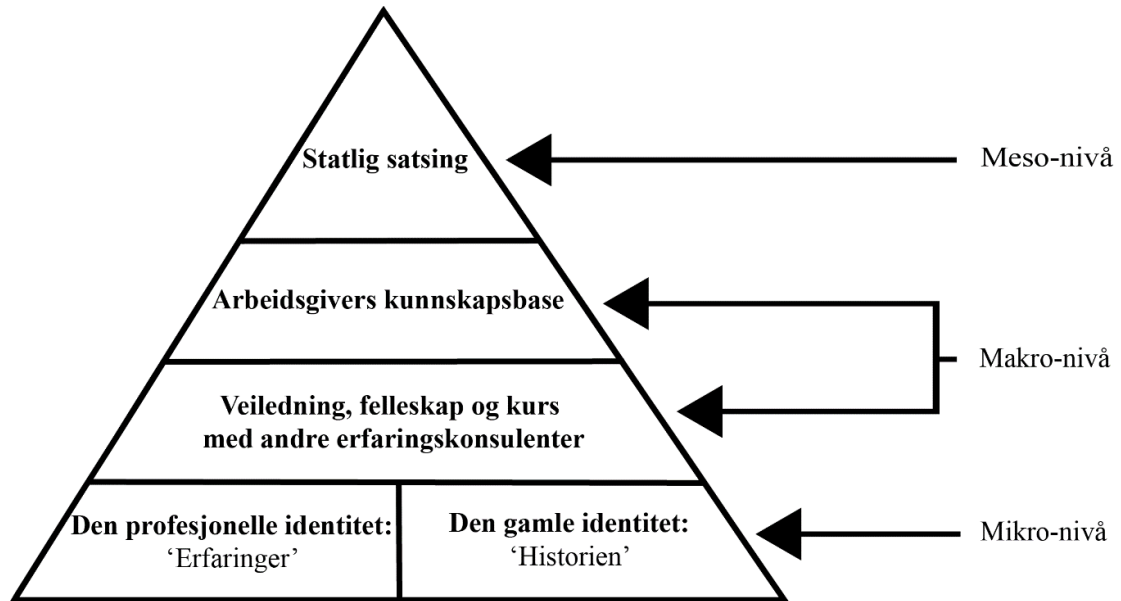 Statlig satsing
Meso-nivå
Arbeidsgivers kunnskapsbase
Makro-nivå
Veiledning, felleskap og kurs
med andre erfaringskonsulenter
Den profesjonelle identitet:
‘Erfaringer’
Den gamle identitet:
‘Historien’
Mikro-nivå